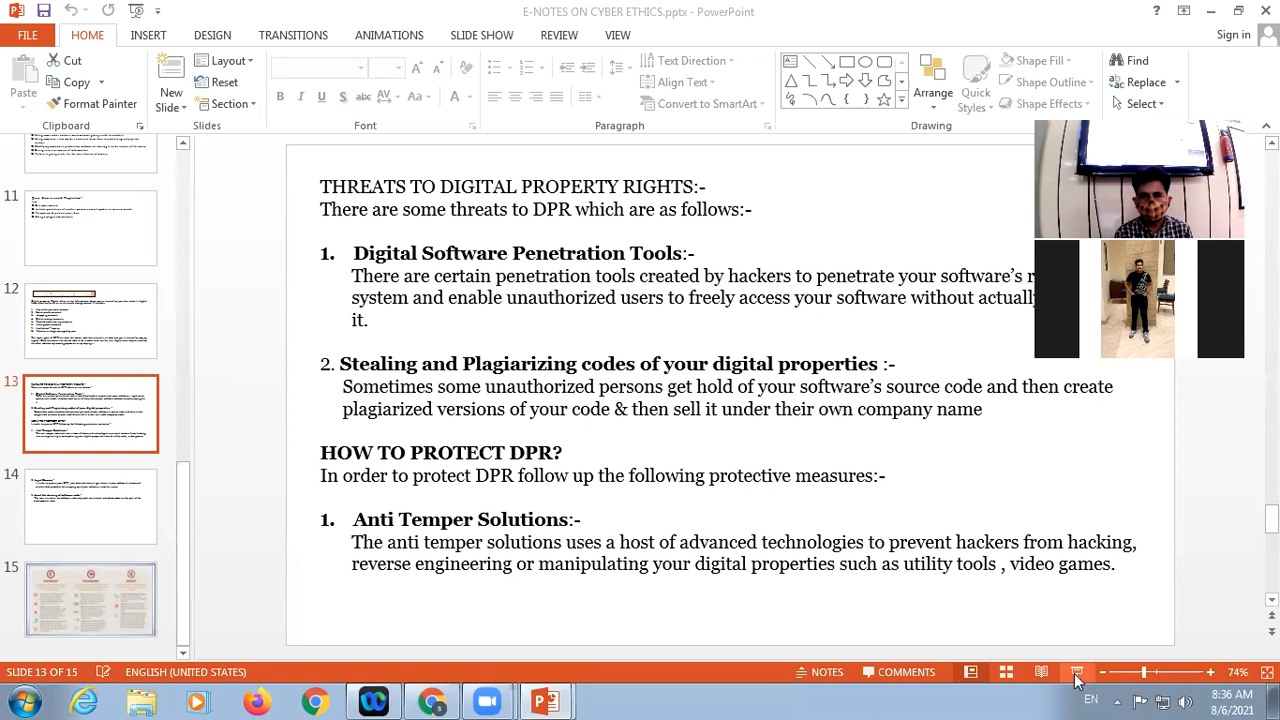 E-NOTES ON CYBER ETHICS.pptx - PowerPoint
FILE HOME INSERT DESIGN TRANSITIONS ANIMATIONS SLIDE SHOW REVIEW VIEW Sign in
Paste Cut Copy Format Painter Clipboard
New Slide Layout Reset Section Slides
B I U S abc AV Aa A Font
Text Direction Align Text Convert to SmartArt Paragraph
Arrange Quick Styles Shape Fill Shape Outline Shape Effects Drawing
Find Replace Select
11
12
13
14
15
THREATS TO DIGITAL PROPERTY RIGHTS:-
There are some threats to DPR which are as follows:-
1. Digital Software Penetration Tools:-
There are certain penetration tools created by hackers to penetrate your software's
system and enable unauthorized users to freely access your software without
it.
2. Stealing and Plagiarizing codes of your digital properties :-
Sometimes some unauthorized persons get hold of your software's source code and then create
plagiarized versions of your code & then sell it under their own company name
HOW TO PROTECT DPR?
In order to protect DPR follow up the following protective measures:-
1. Anti Temper Solutions:-
The anti temper solutions uses a host of advanced technologies to prevent hackers from hacking,
reverse engineering or manipulating your digital properties such as utility tools , video games.
SLIDE 13 OF 15 ENGLISH (UNITED STATES) NOTES COMMENTS 74%
EN 8:36 AM
8/6/2021